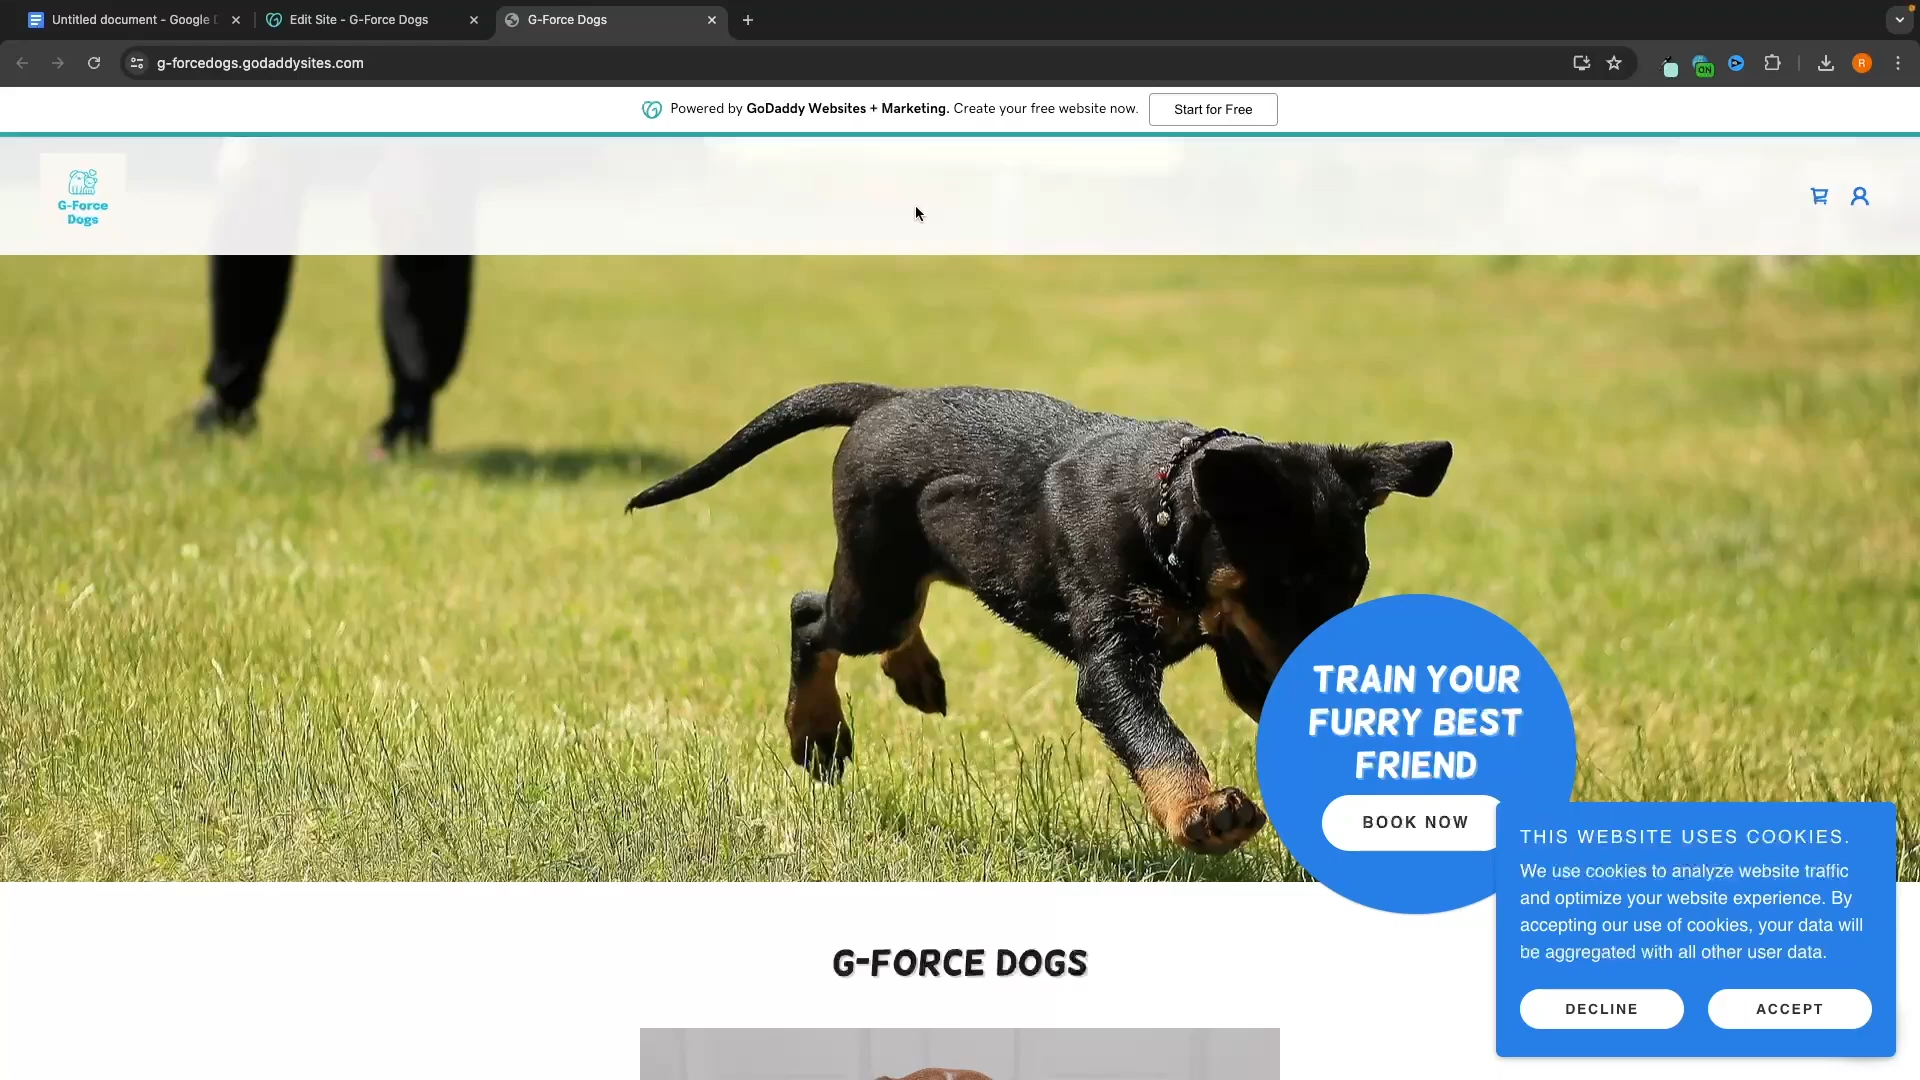 Untitled document - Google D
Edit Site - G-Force Dogs
G-Force Dogs
g-forcedogs.godaddysites.com
ON
R
Powered by GoDaddy Websites + Marketing. Create your free website now.
Start for Free
G-Force
Dogs
TRAIN YOUR
FURRY BEST
FRIEND
BOOK NOW
G-FORCE DOGS
THIS WEBSITE USES COOKIES.
We use cookies to analyze website traffic
and optimize your website experience. By
accepting our use of cookies, your data will
be aggregated with all other user data.
DECLINE
ACCEPT